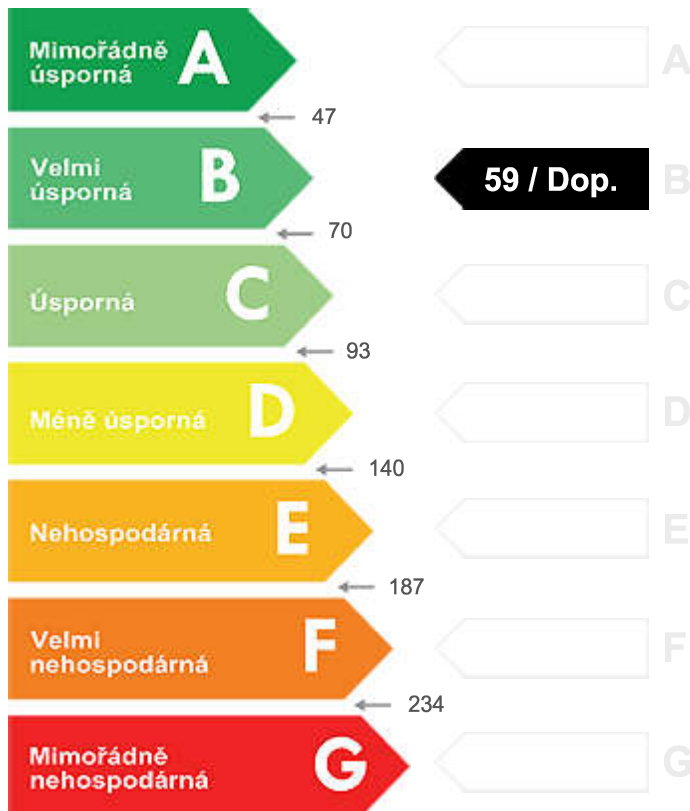 Mimořádně
úsporná
A
A
47
Velmi
úsporná
B
59 / Dop.
B
70
Úsporná
C
C
93
Méně úsporná
D
D
140
Nehospodárná
E
E
187
Velmi
nehospodárná
F
F
234
Mimořádně
nehospodárná
G
G